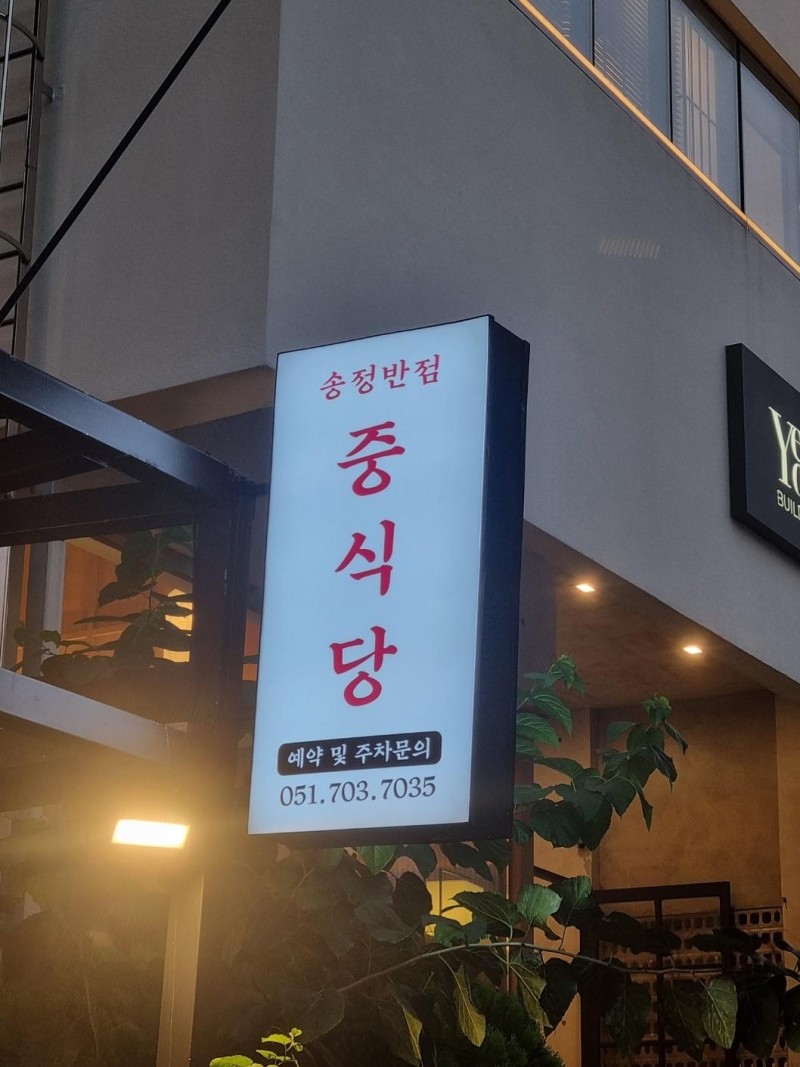 송정반점
중식당
예약 및 주차문의
051.703.7035